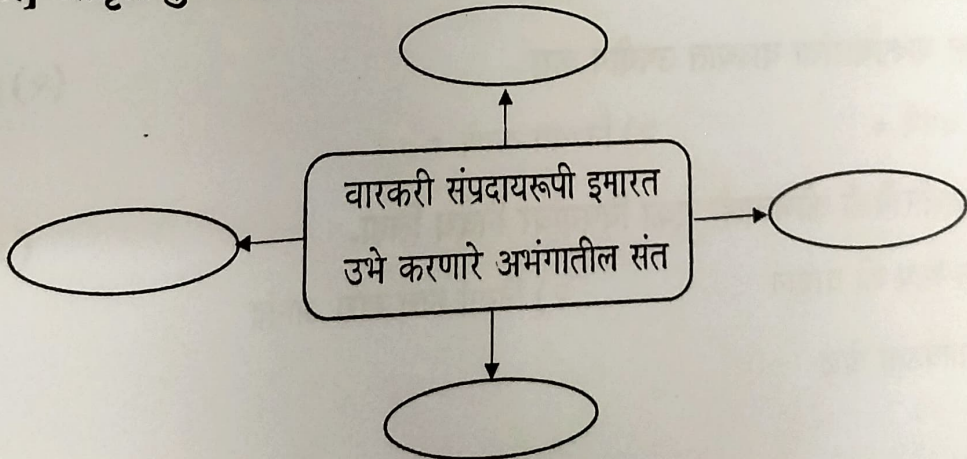 वारकरी संप्रदायरूपी इमारत
उभे करणारे अभंगातील संत